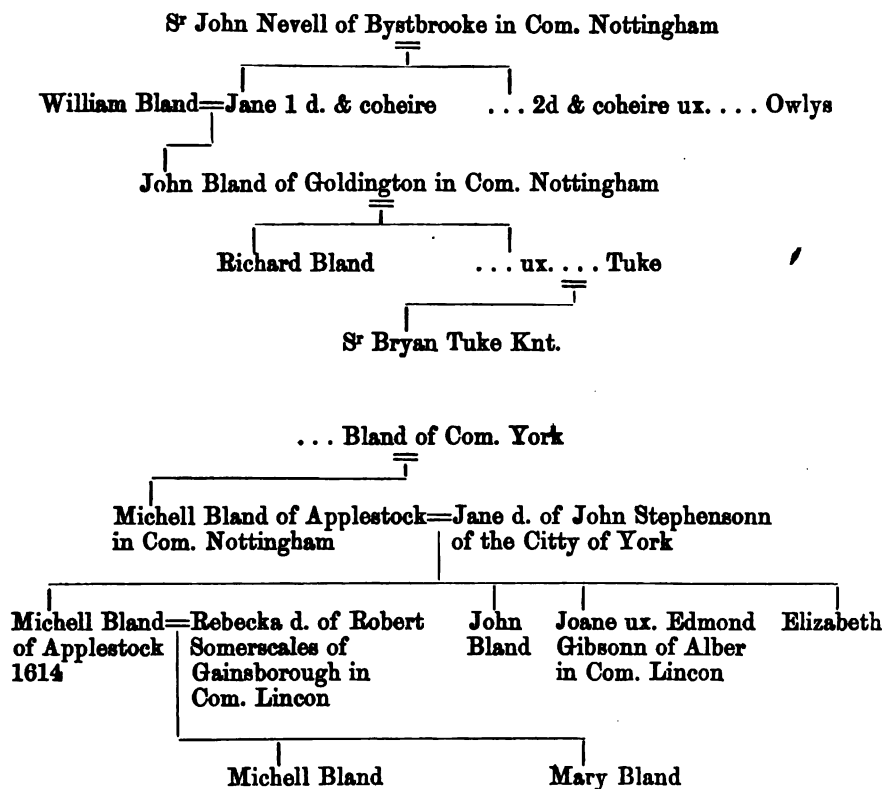 Sr John Nevell of Bystbrooke in Com. Nottingham
William Bland=Jane 1 d. & coheire ... 2d & coheire ux.... Owlys
John Bland of Goldington in Com. Nottingham
Richard Bland ... ux.... Tuke
Sr Bryan Tuke Knt.
... Bland of Com. York
Michell Bland of Applestock=Jane d. of John Stephensonn
in Com. Nottingham of the Citty of York
Michell Bland=Rebecka d. of Robert John Joane ux. Edmond Elizabeth
of Applestock Somerscales of Bland Gibsonn of Alber
1614 Gainsborough in in Com. Lincon
Com. Lincon
Michell Bland Mary Bland